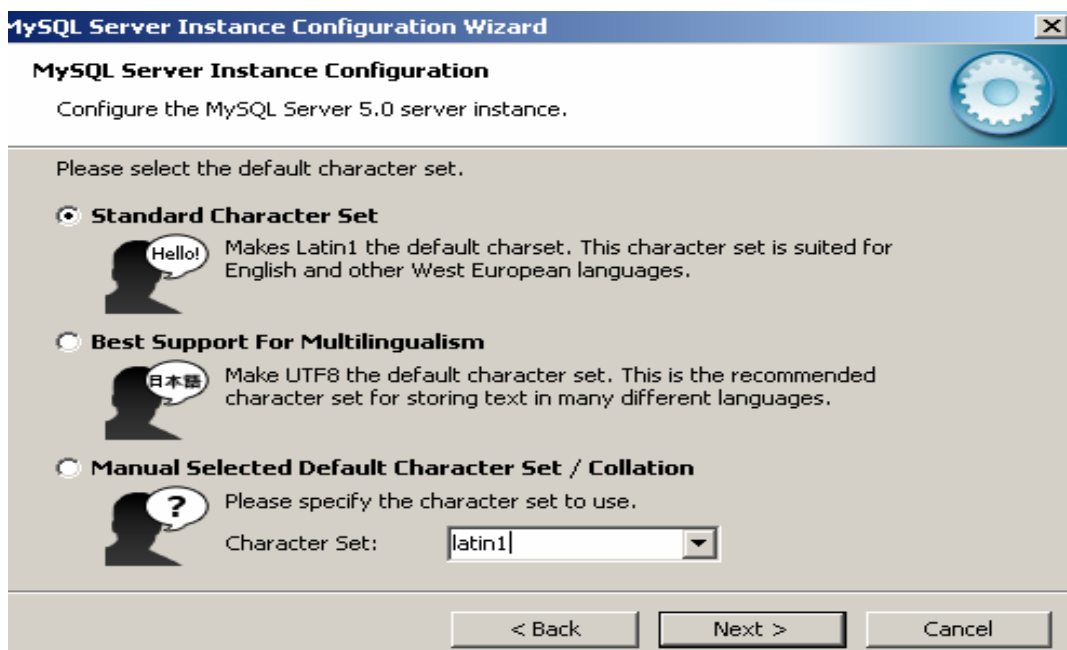 MySQL Server Instance Configuration Wizard
MySQL Server Instance Configuration
Configure the MySQL Server 5.0 server instance.
Please select the default character set.
Standard Character Set
Hello!
Makes Latin1 the default charset. This character set is suited for
English and other West European languages.
Best Support For Multilingualism
日本語
Make UTF8 the default character set. This is the recommended
character set for storing text in many different languages.
Manual Selected Default Character Set / Collation
?
Please specify the character set to use.
Character Set: latin1
< Back Next > Cancel